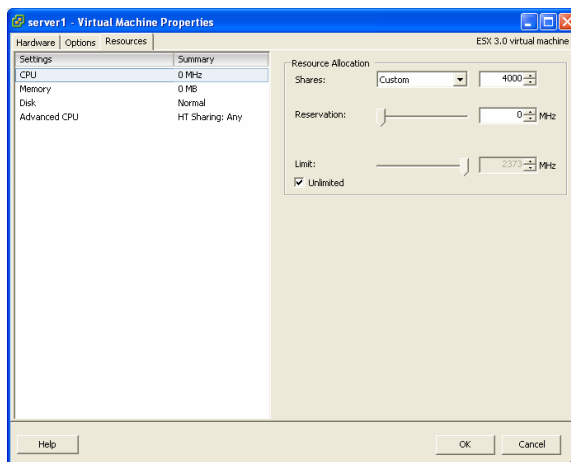 server1 - Virtual Machine Properties
Hardware Options Resources ESX 3.0 virtual machine
Settings Summary
CPU 0 MHz
Memory 0 MB
Disk Normal
Advanced CPU HT Sharing: Any
Resource Allocation
Shares: Custom 4000
Reservation: 0 MHz
Limit: 2373 MHz
Unlimited
Help OK Cancel